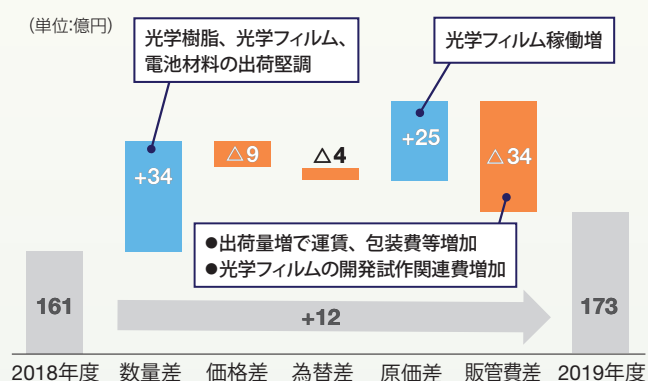 (単位:億円)
光学樹脂、光学フィルム、
電池材料の出荷堅調
光学フィルム稼働増
+34
△9
△4
+25
△34
●出荷量増で運賃、包装費等増加
●光学フィルムの開発試作関連費増加
161
+12
173
2018年度 数量差 価格差 為替差 原価差 販管費差 2019年度